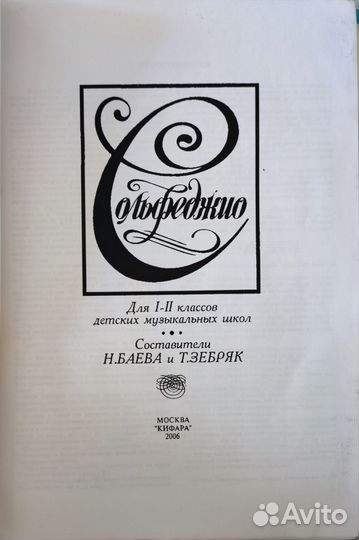 Сольфеджио
Для I-II классов
детских музыкальных школ
Составители
Н.БАЕВА и Т.ЗЕБРЯК
МОСКВА
"КИФАРА"
2006
Avito